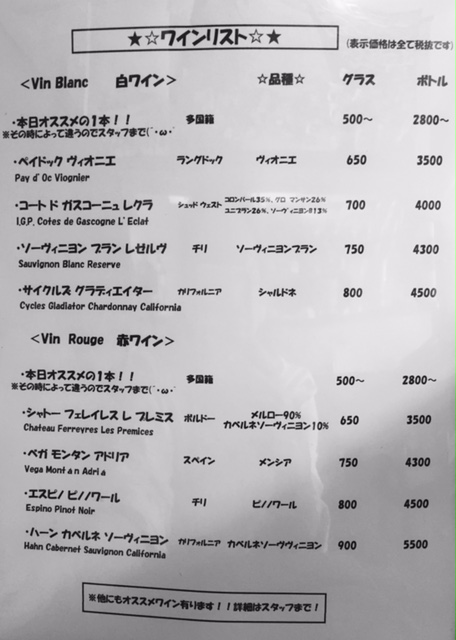 ★☆ワインリスト☆★
(表示価格は全て税抜です)
＜Vin Blanc 白ワイン＞ ☆品種☆ グラス ボトル
・本日オススメの1本！！ 多国籍 500～ 2800～
※その時によって違うのでスタッフまで(´・ω・`
・ペイドック ヴィオニエ ラングドック ヴィオニエ 650 3500
Pay d' Oc Viognier
・コート ド ガスコーニュ レクラ シュッド ウェスト コロンバール35%、グロ マンサン26% 700 4000
ユニブラン26%、ソーヴィニヨン 13%
I.G.P. Cotes de Gascogne L' Eclat
・ソーヴィニヨン ブラン レゼルヴ チリ ソーヴィニヨンブラン 750 4300
Sauvignon Blanc Reserve
・サイクルズ グラディエイター カリフォルニア シャルドネ 800 4500
Cycles Gladiator Chardonnay California
＜Vin Rouge 赤ワイン＞
・本日オススメの1本！！ 多国籍 500～ 2800～
※その時によって違うのでスタッフまで(´・ω・`
・シャトー フェレイレス レ プレミス ボルドー メルロー90% 650 3500
カベルネソーヴィニヨン10%
Chateau Ferreyres Les Premices
・ベガ モンタン アドリア スペイン メンシア 750 4300
Vega Montan Adria
・エスピノ ピノノワール チリ ピノノワール 800 4500
Espino Pinot Noir
・ハーン カベルネ ソーヴィニヨン カリフォルニア カベルネソーヴヴィニヨン 900 5500
Hahn Cabernet Sauvignon California
※他にもオススメワイン有ります！！詳細はスタッフまで！